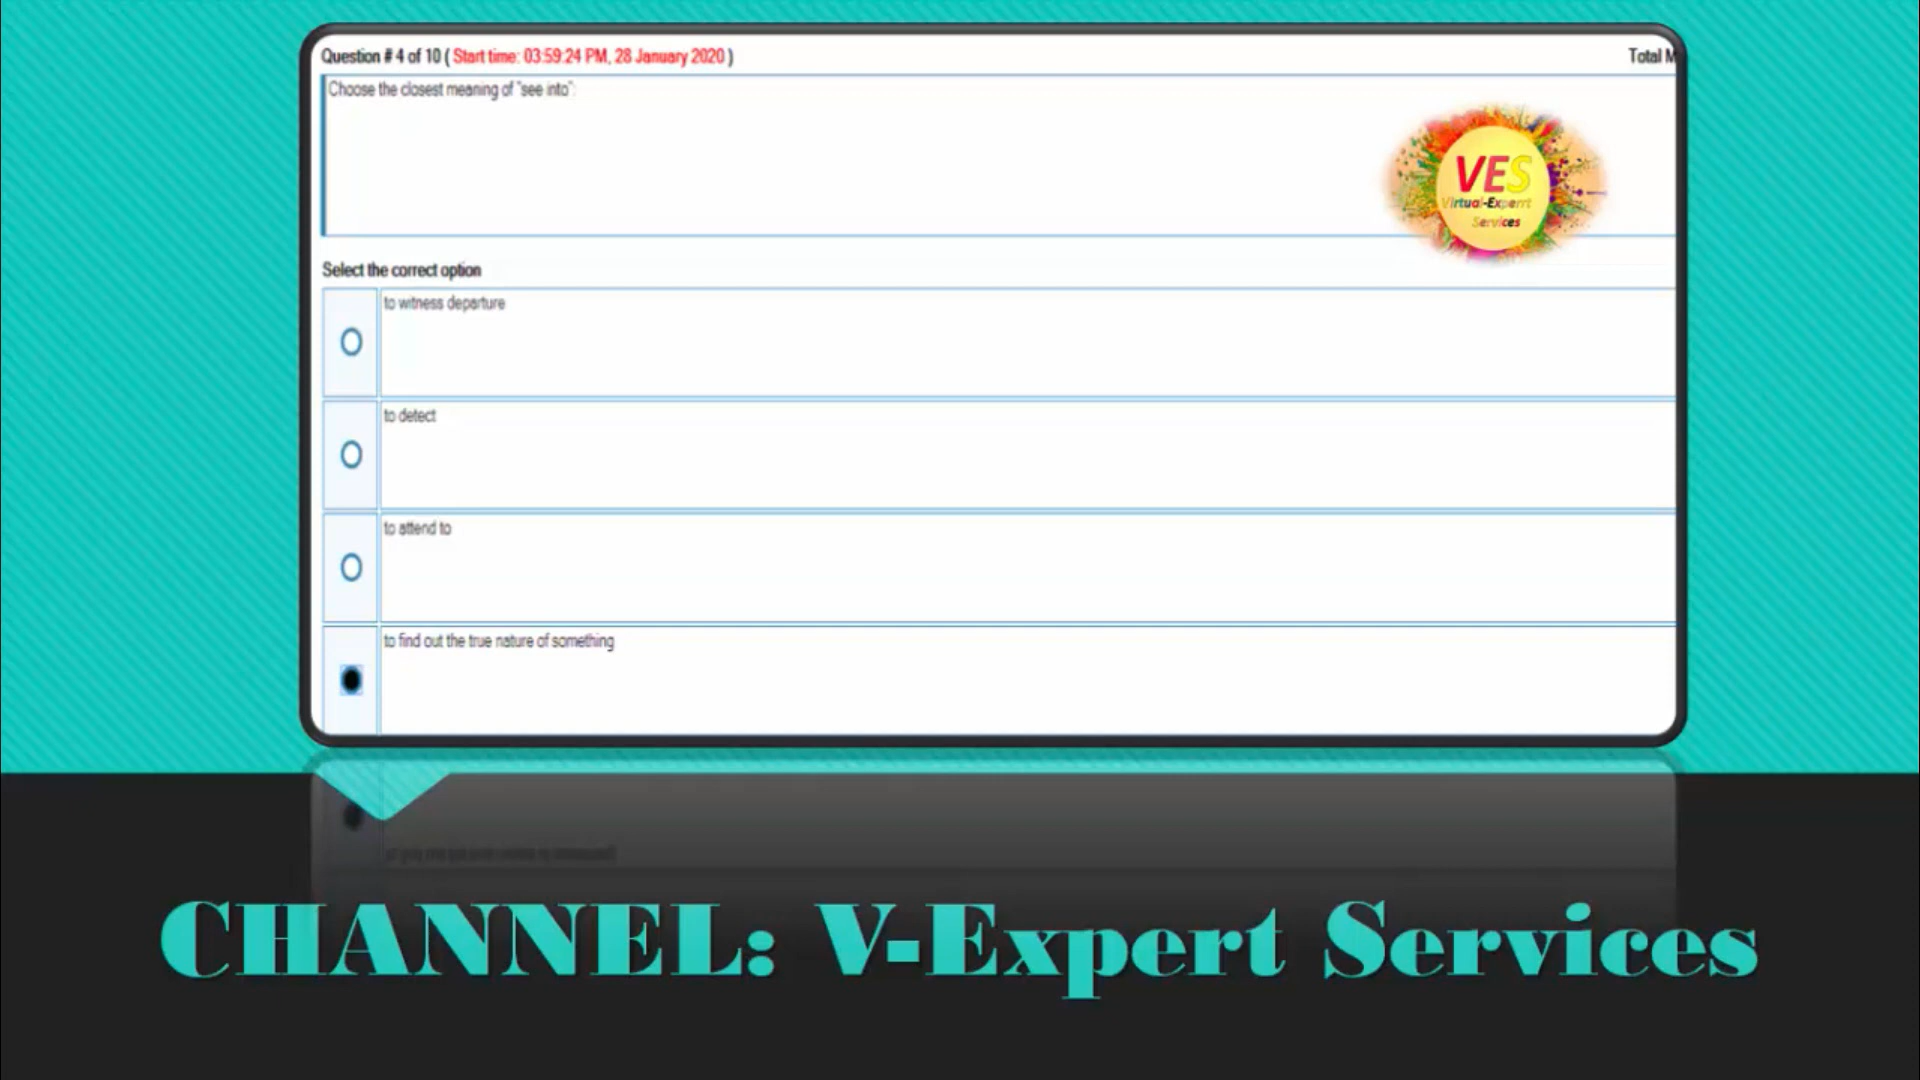 Question # 4 of 10 ( Start time: 03:59:24 PM, 28 January 2020 )
Total M
Choose the closest meaning of "see into":
VES
Virtual-Experrt
Services
Select the correct option
to witness departure
to detect
to attend to
to find out the true nature of something
CHANNEL: V-Expert Services